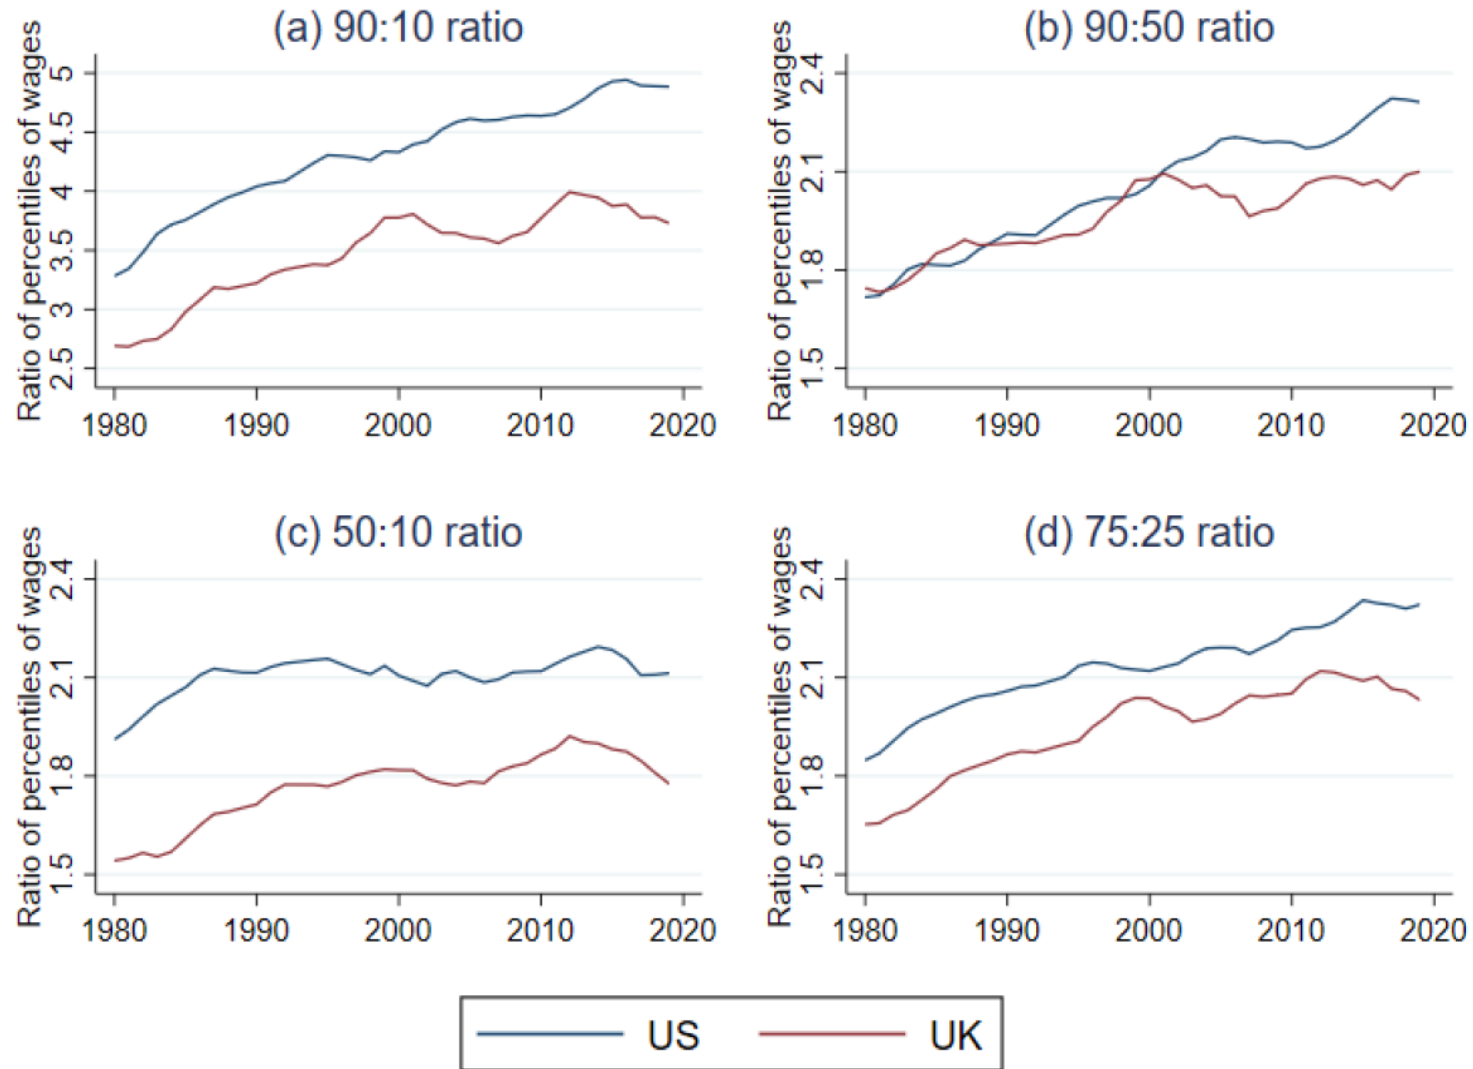 (a) 90:10 ratio
Ratio of percentiles of wages
5
4.5
4
3.5
3
2.5
1980 1990 2000 2010 2020
(b) 90:50 ratio
Ratio of percentiles of wages
2.4
2.1
1.8
1.5
1980 1990 2000 2010 2020
(c) 50:10 ratio
Ratio of percentiles of wages
2.4
2.1
1.8
1.5
1980 1990 2000 2010 2020
(d) 75:25 ratio
Ratio of percentiles of wages
2.4
2.1
1.8
1.5
1980 1990 2000 2010 2020
US UK